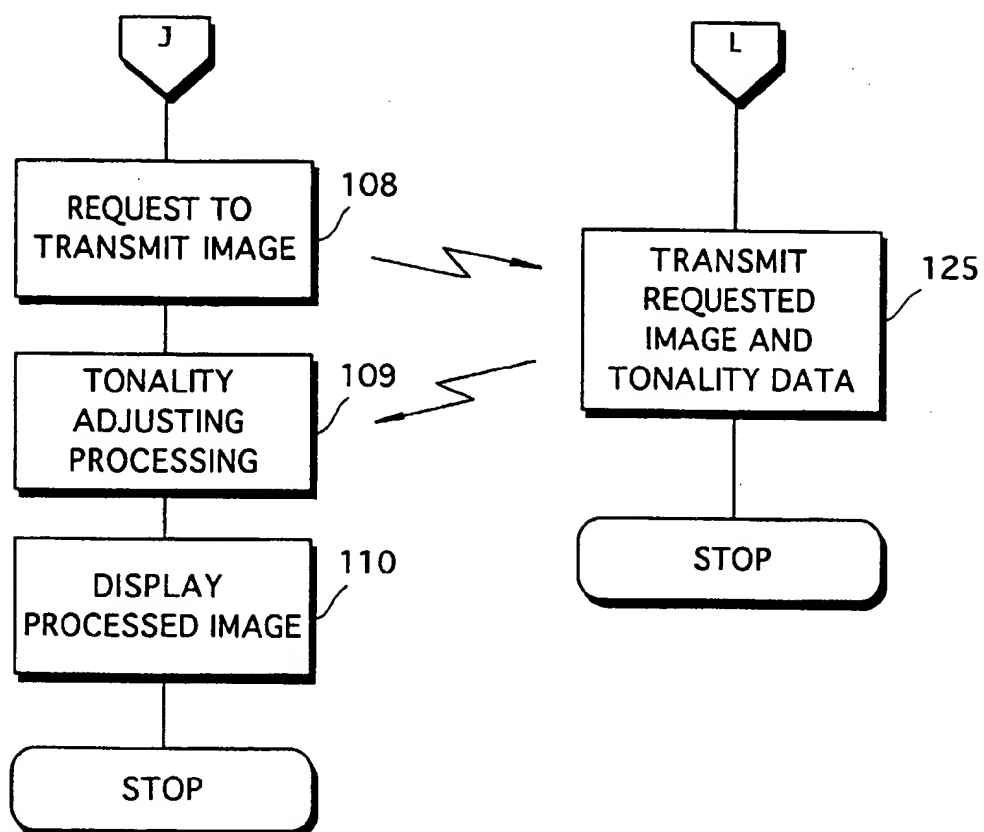 J
REQUEST TO
TRANSMIT IMAGE
108
TONALITY
ADJUSTING
PROCESSING
109
DISPLAY
PROCESSED IMAGE
110
STOP
L
TRANSMIT
REQUESTED
IMAGE AND
TONALITY DATA
125
STOP